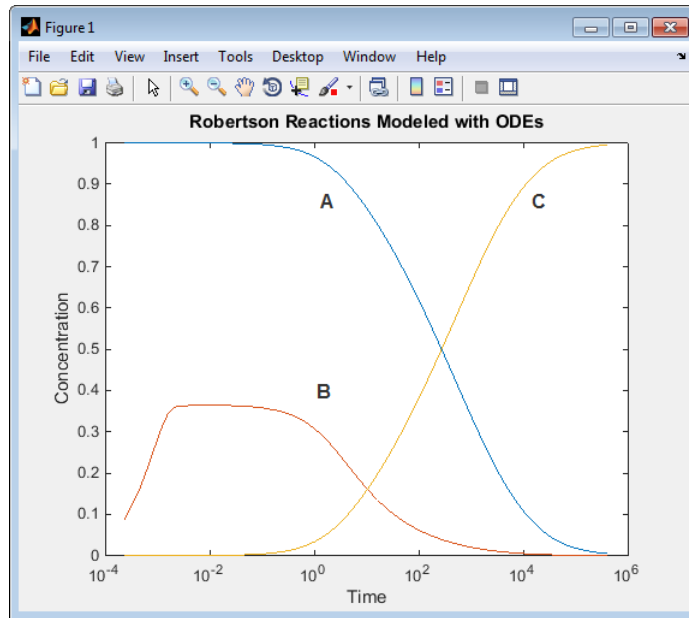 Figure 1
File Edit View Insert Tools Desktop Window Help
Robertson Reactions Modeled with ODEs
1
0.9
0.8
0.7
0.6
0.5
0.4
0.3
0.2
0.1
0
Concentration
A
C
B
10^-4 10^-2 10^0 10^2 10^4 10^6
Time